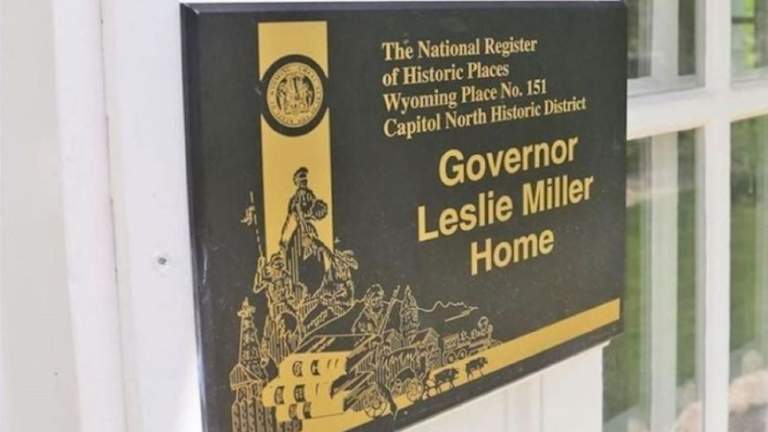 The National Register
of Historic Places
Wyoming Place No. 151
Capitol North Historic District
Governor
Leslie Miller
Home